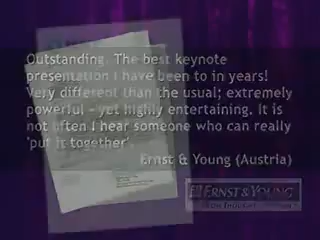 Outstanding. The best keynote
presentation I have been to in years!
Very different than the usual; extremely
powerful - yet highly entertaining. It is
not often I hear someone who can really
'put it together'.
Ernst & Young (Austria)
ERNST & YOUNG